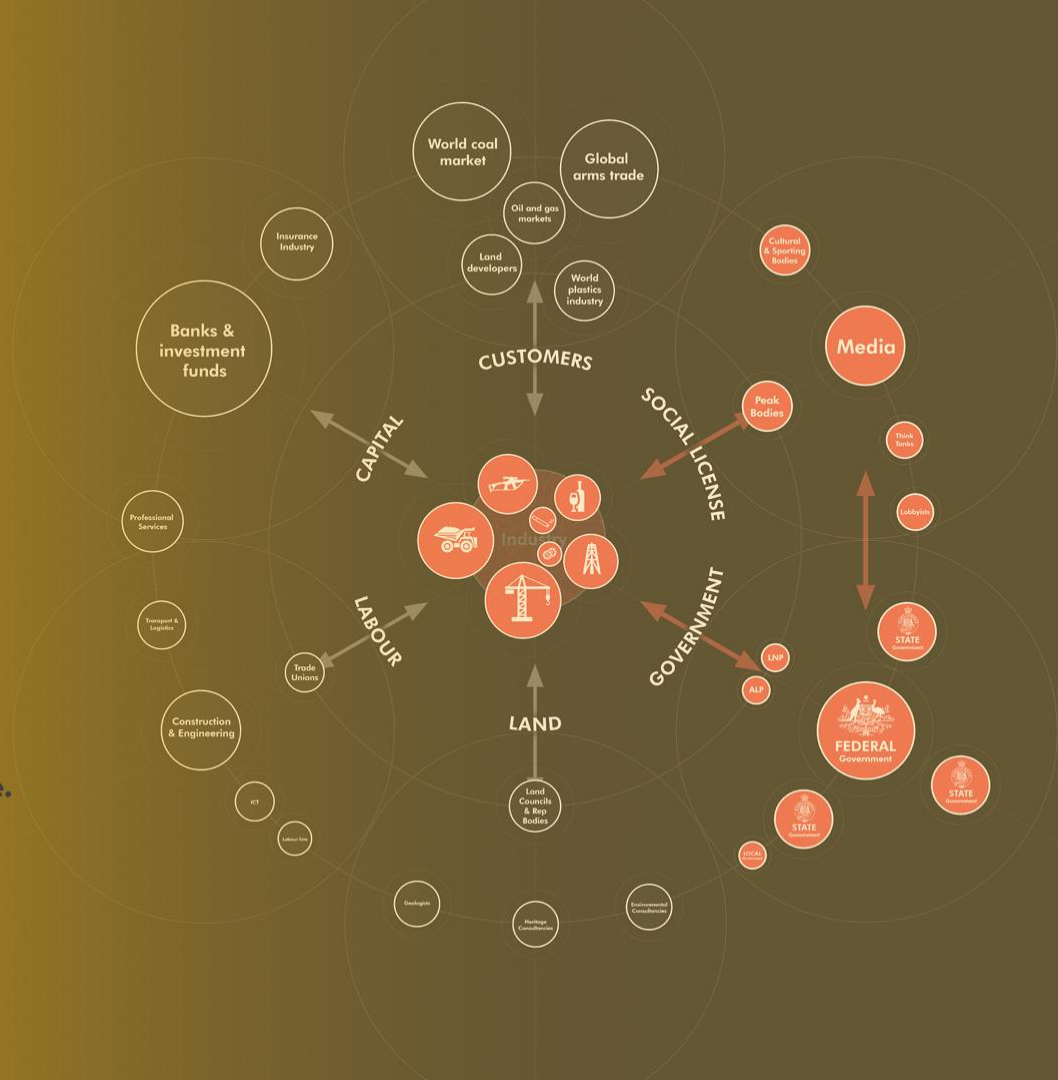 World coal
market
Global
arms trade
Oil and gas
markets
Land
developers
World
plastics
industry
Insurance
Industry
Banks &
investment
funds
Cultural
& Sporting
Bodies
Media
Peak
Bodies
Think
Tanks
Lobbyists
CUSTOMERS
CAPITAL
SOCIAL LICENSE
Industry
Professional
Services
Transport &
Logistics
LABOUR
GOVERNMENT
Trade
Unions
LNP
ALP
STATE
Government
FEDERAL
Government
STATE
Government
STATE
Government
LOCAL
Government
Construction
& Engineering
LAND
Land
Councils
& Rep
Bodies
ICT
Labour hire
Geologists
Heritage
Consultancies
Environmental
Consultancies